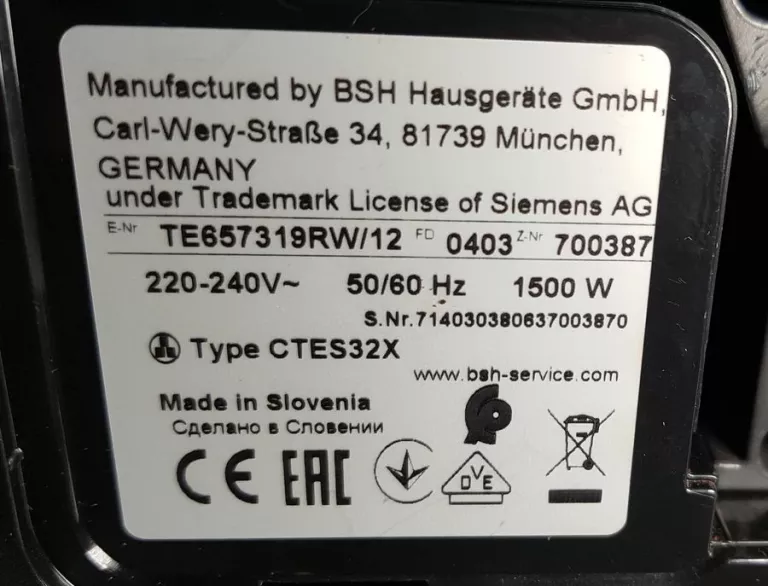 Manufactured by BSH Hausgeräte GmbH,
Carl-Wery-Straße 34, 81739 München,
GERMANY
under Trademark License of Siemens AG
E-Nr TE657319RW/12 FD 0403 Z-Nr 700387
220-240V~ 50/60 Hz 1500 W
S.Nr.714030380637003870
Type CTES32X
www.bsh-service.com
Made in Slovenia
Сделано в Словении
CE EAC DVE